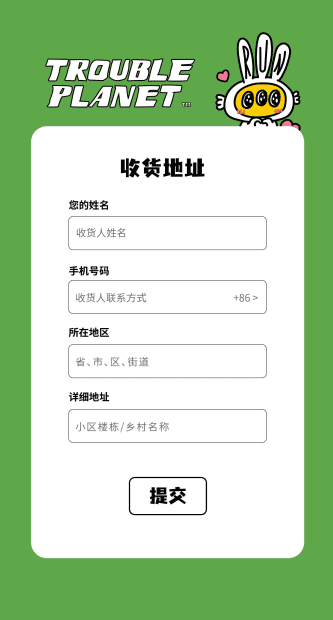 RUN
TROUBLE
PLANET TM
收货地址
您的姓名
收货人姓名
手机号码
收货人联系方式 +86 >
所在地区
省、市、区、街道
详细地址
小区楼栋/乡村名称
提交